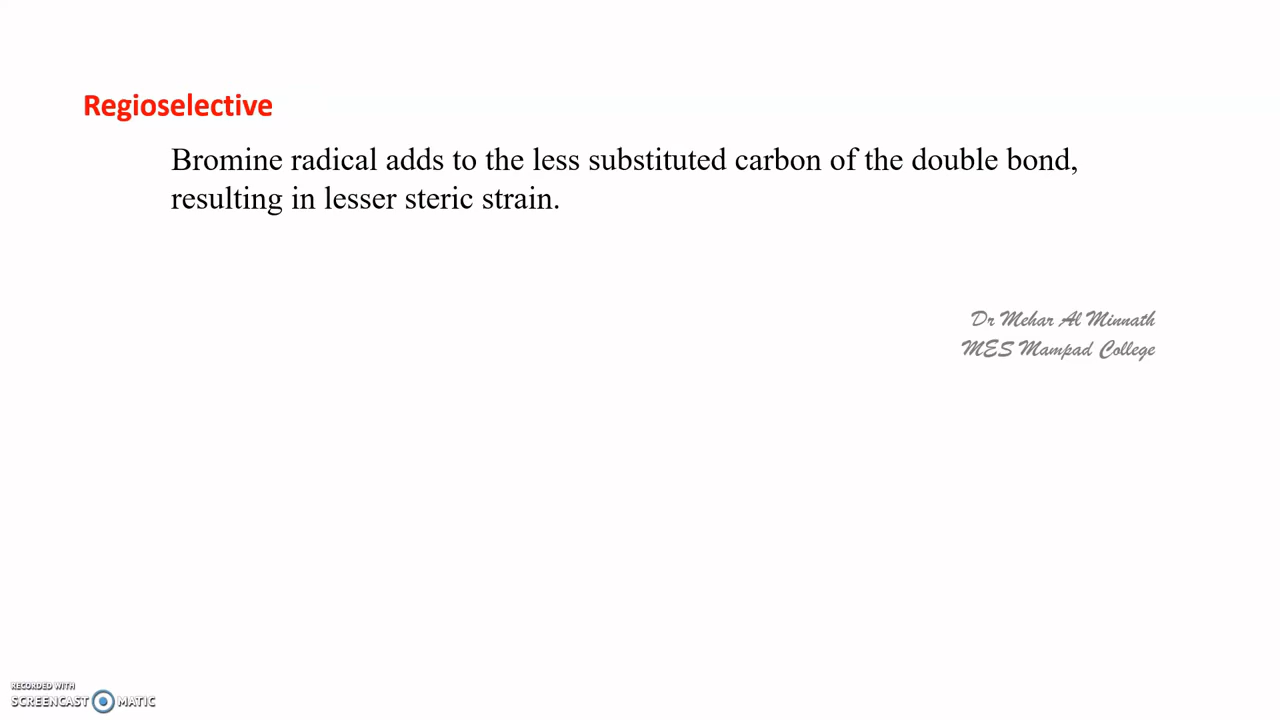 Regioselective
Bromine radical adds to the less substituted carbon of the double bond,
resulting in lesser steric strain.
Dr Mehar Al Minnath
MES Mampad College
RECORDED WITH
SCREENCAST MATIC